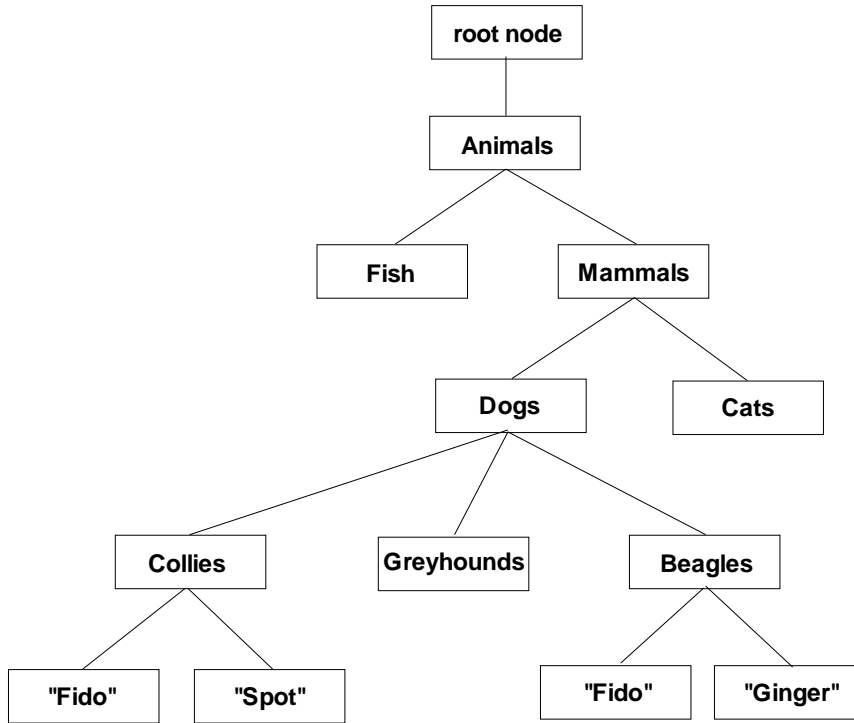 root node
Animals
Fish
Mammals
Dogs
Cats
Collies
Greyhounds
Beagles
"Fido"
"Spot"
"Fido"
"Ginger"